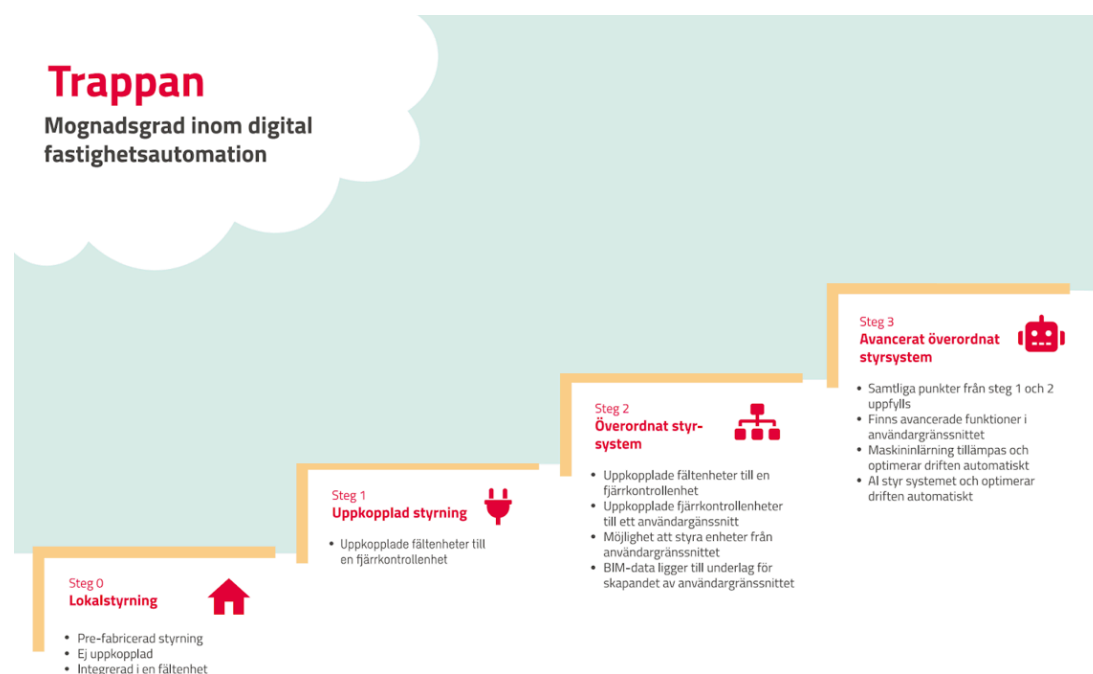 Trappan
Mognadsgrad inom digital
fastighetsautomation
Steg 0
Lokalstyrning
• Pre-fabricerad styrning
• Ej uppkopplad
• Integrerad i en fältenhet
Steg 1
Uppkopplad styrning
• Uppkopplade fältenheter till
en fjärrkontrollenhet
Steg 2
Överordnat styr-
system
• Uppkopplade fältenheter till en
fjärrkontrollenhet
• Uppkopplade fjärrkontrollenheter
till ett användargänssnitt
• Möjlighet att styra enheter från
användargränssnittet
• BIM-data ligger till underlag för
skapandet av användargränssnittet
Steg 3
Avancerat överordnat
styrsystem
• Samtliga punkter från steg 1 och 2
uppfylls
• Finns avancerade funktioner i
användargränssnittet
• Maskininlärning tillämpas och
optimerar driften automatiskt
• AI styr systemet och optimerar
driften automatiskt